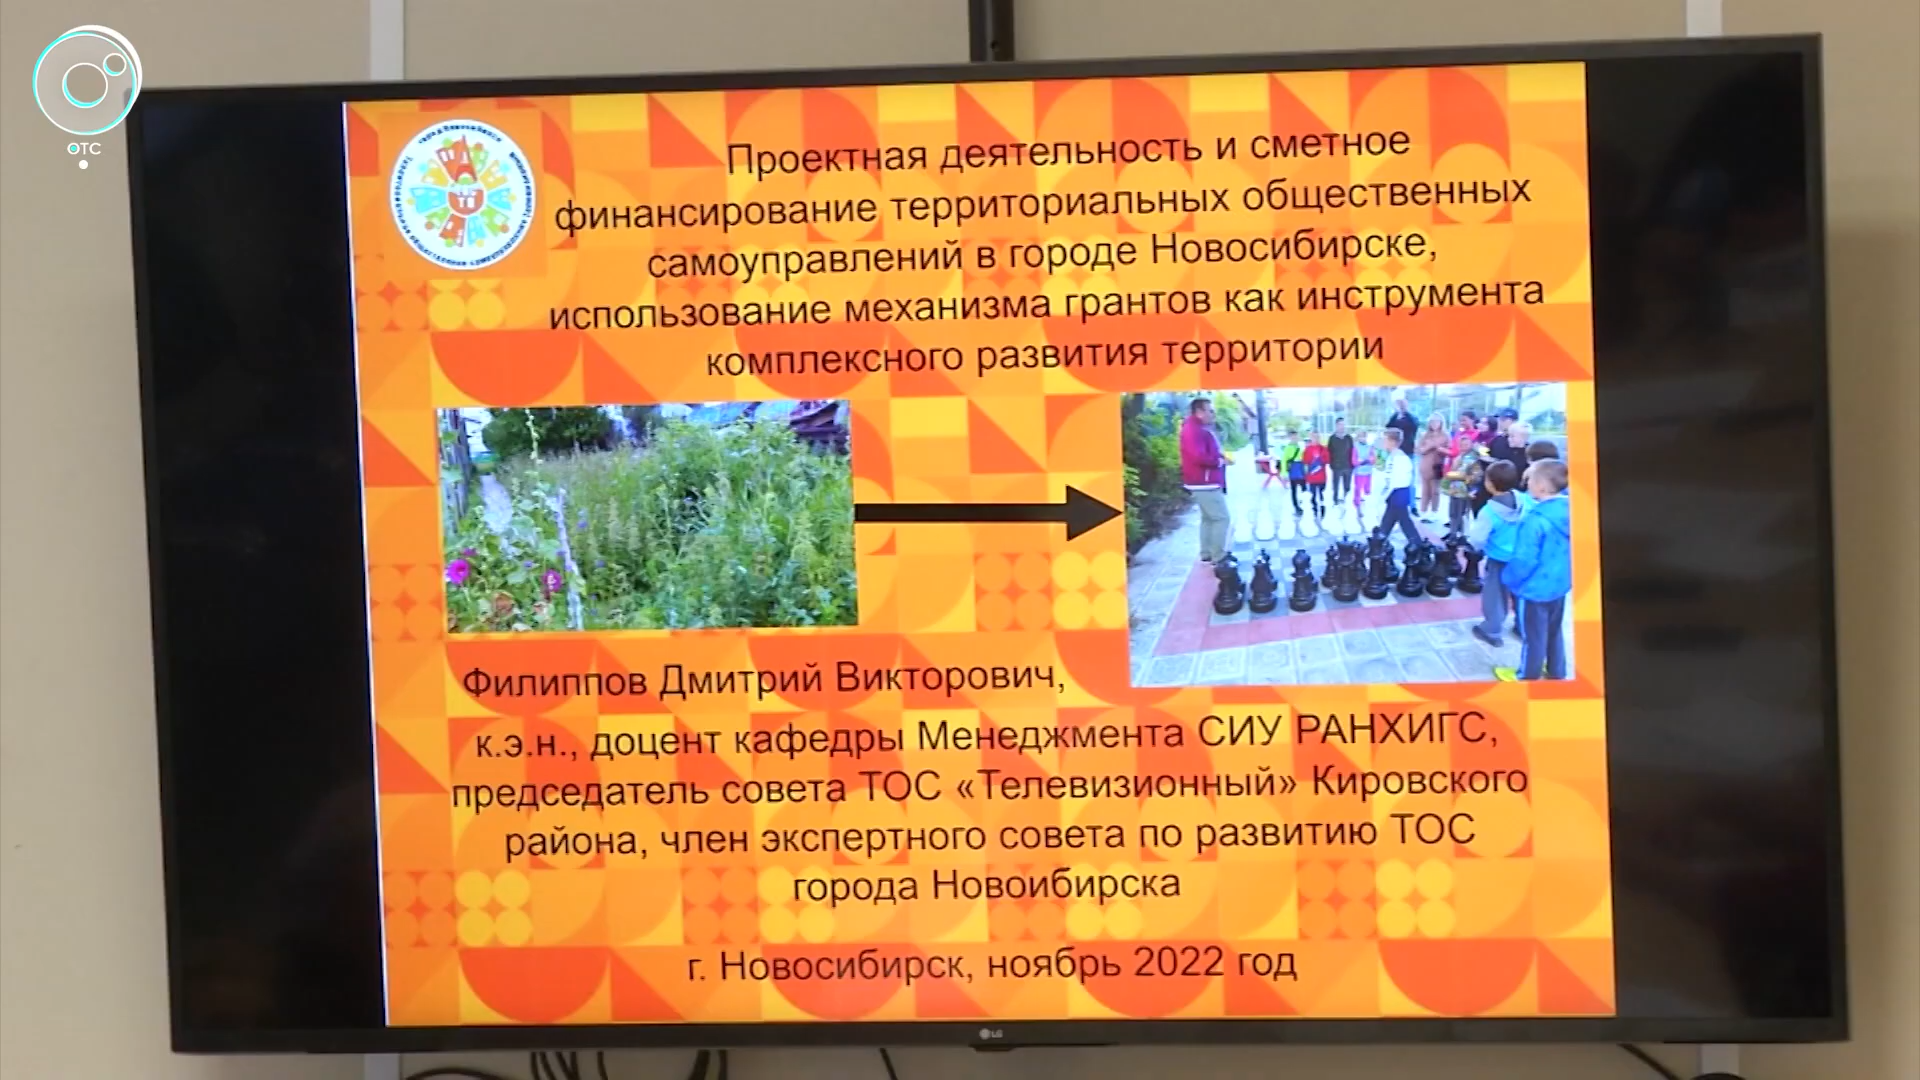 ОТС
Проектная деятельность и сметное
финансирование территориальных общественных
самоуправлений в городе Новосибирске,
использование механизма грантов как инструмента
комплексного развития территории
Филиппов Дмитрий Викторович,
к.э.н., доцент кафедры Менеджмента СИУ РАНХИГС,
председатель совета ТОС «Телевизионный» Кировского
района, член экспертного совета по развитию ТОС
города Новоибирска
г. Новосибирск, ноябрь 2022 год
LG